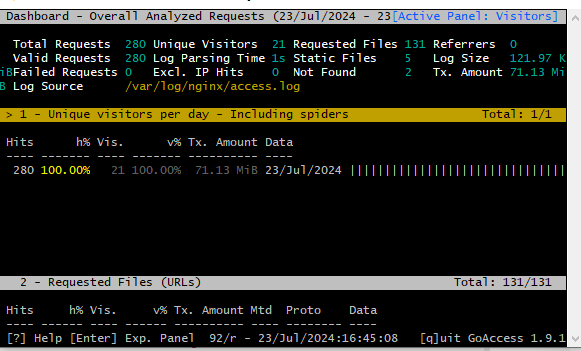 Dashboard - Overall Analyzed Requests (23/Jul/2024 - 23[Active Panel: Visitors]
Total Requests 280 Unique Visitors 21 Requested Files 131 Referrers 0
Valid Requests 280 Log Parsing Time 1s Static Files 5 Log Size 121.97 K
iBFailed Requests 0 Excl. IP Hits 0 Not Found 2 Tx. Amount 71.13 Mi
B Log Source /var/log/nginx/access.log
> 1 - Unique visitors per day - Including spiders Total: 1/1
Hits h% Vis. v% Tx. Amount Data
---- ---- ---- ---- ---------- ----
280 100.00% 21 100.00% 71.13 MiB 23/Jul/2024 |||||||||||||||||||||||||||||||
2 - Requested Files (URLs) Total: 131/131
Hits h% Vis. v% Tx. Amount Mtd Proto Data
---- ---- ---- ---- ---------- --- ----- ----
[?] Help [Enter] Exp. Panel 92/r - 23/Jul/2024:16:45:08 [q]uit GoAccess 1.9.1